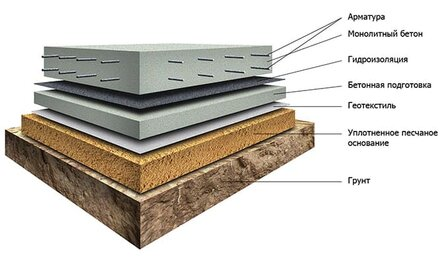 Арматура
Монолитный бетон
Гидроизоляция
Бетонная подготовка
Геотекстиль
Уплотненное песчаное
основание
Грунт